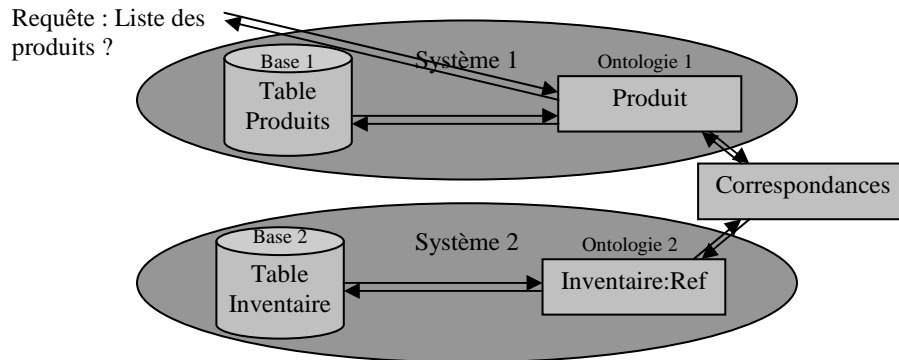 Requête : Liste des
produits ?
Système 1
Base 1
Table
Produits
Ontologie 1
Produit
Correspondances
Système 2
Base 2
Table
Inventaire
Ontologie 2
Inventaire:Ref